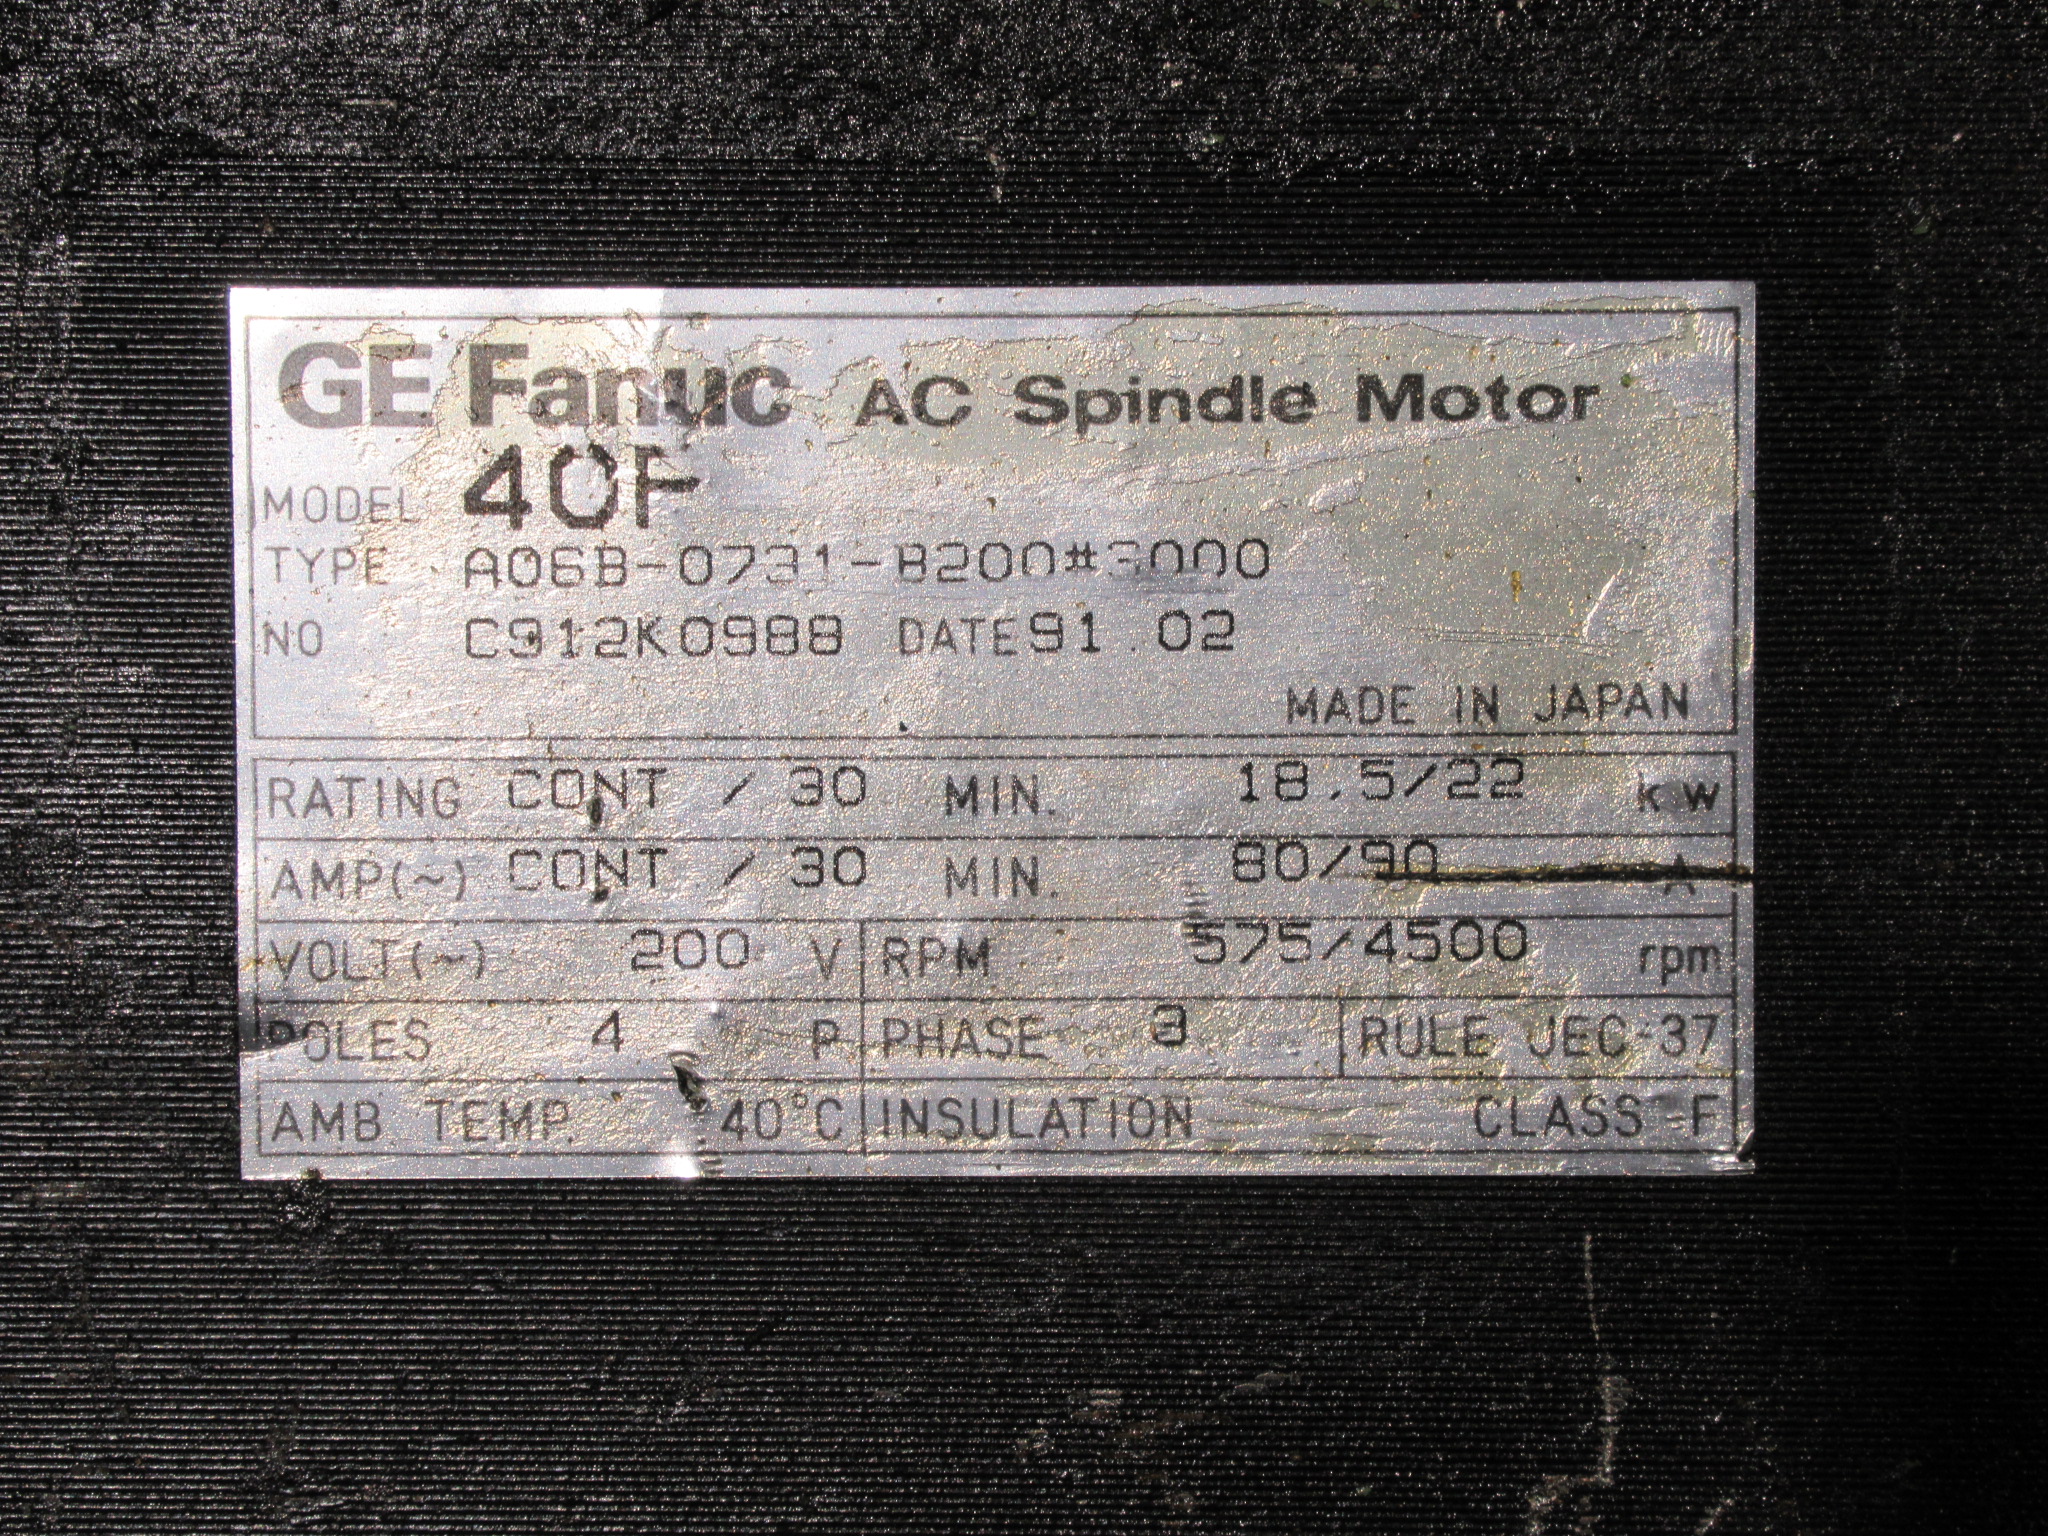 GE Fanuc AC Spindle Motor
MODEL 40P
TYPE A06B-0731-B200#3000
NO C912K0988 DATE 91.02
MADE IN JAPAN
RATING CONT / 30 MIN. 18.5/22 kW
AMP(~) CONT / 30 MIN. 80/90 A
VOLT(~) 200 V RPM 575/4500 rpm
POLES 4 P PHASE 3 RULE JEC-37
AMB TEMP. 40°C INSULATION CLASS F